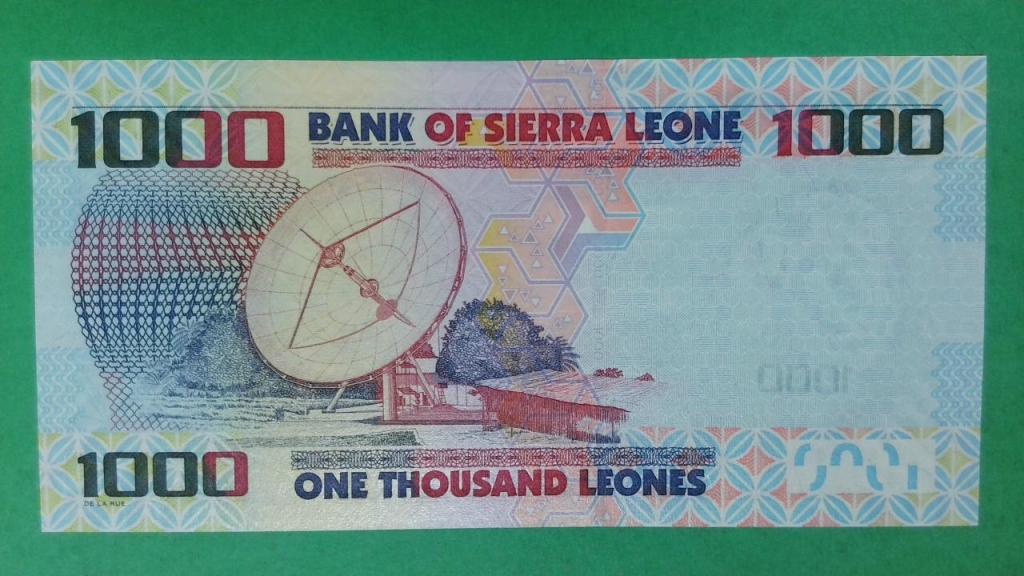 1000 BANK OF SIERRA LEONE 1000
1000 ONE THOUSAND LEONES
DE LA RUE